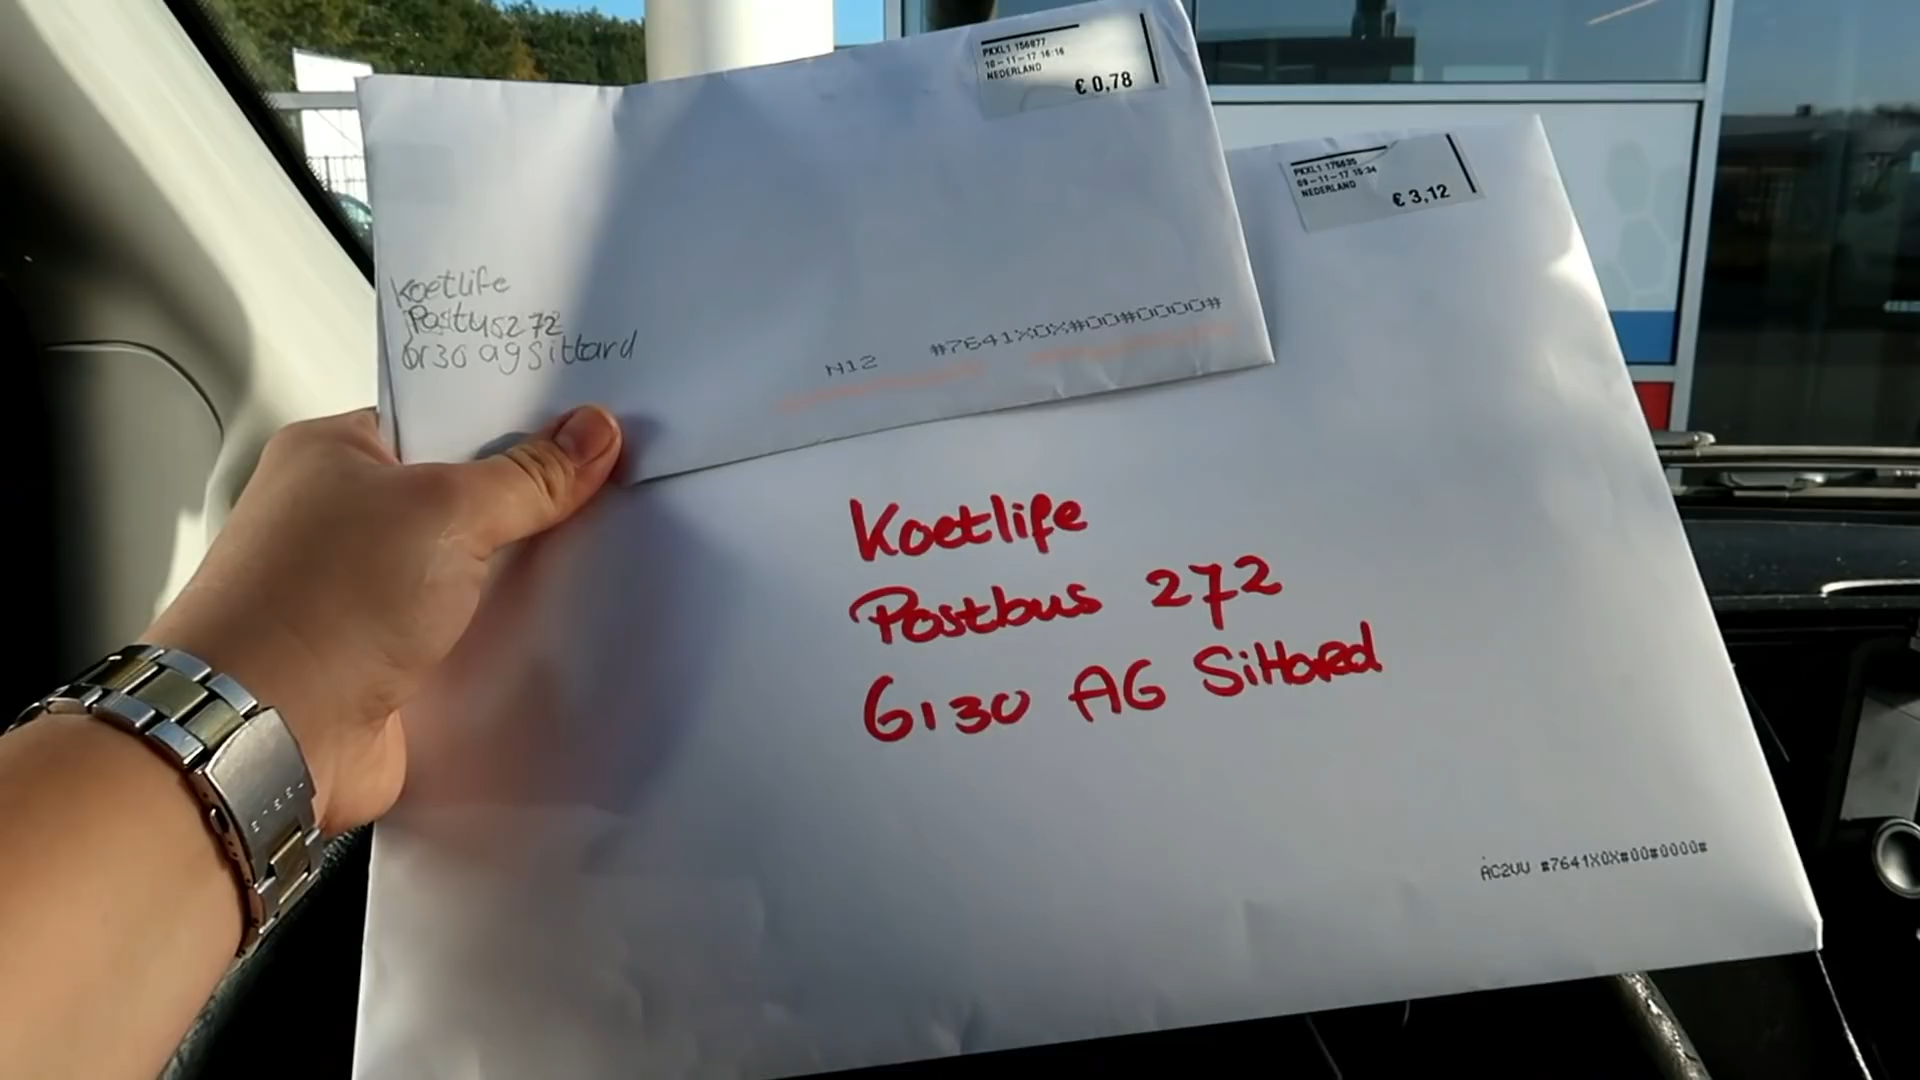 PKXL1 156877
10-11-17 16:16
NEDERLAND
€ 0,78
PKXL1 175635
09-11-17 15:34
NEDERLAND
€ 3,12
Koetlife
Postbus 272
6130 ag Sittard
N12 #7641X0X#00#0000#
Koetlife
Postbus 272
6130 AG Sittard
AC2VV #7641X0X#00#0000#